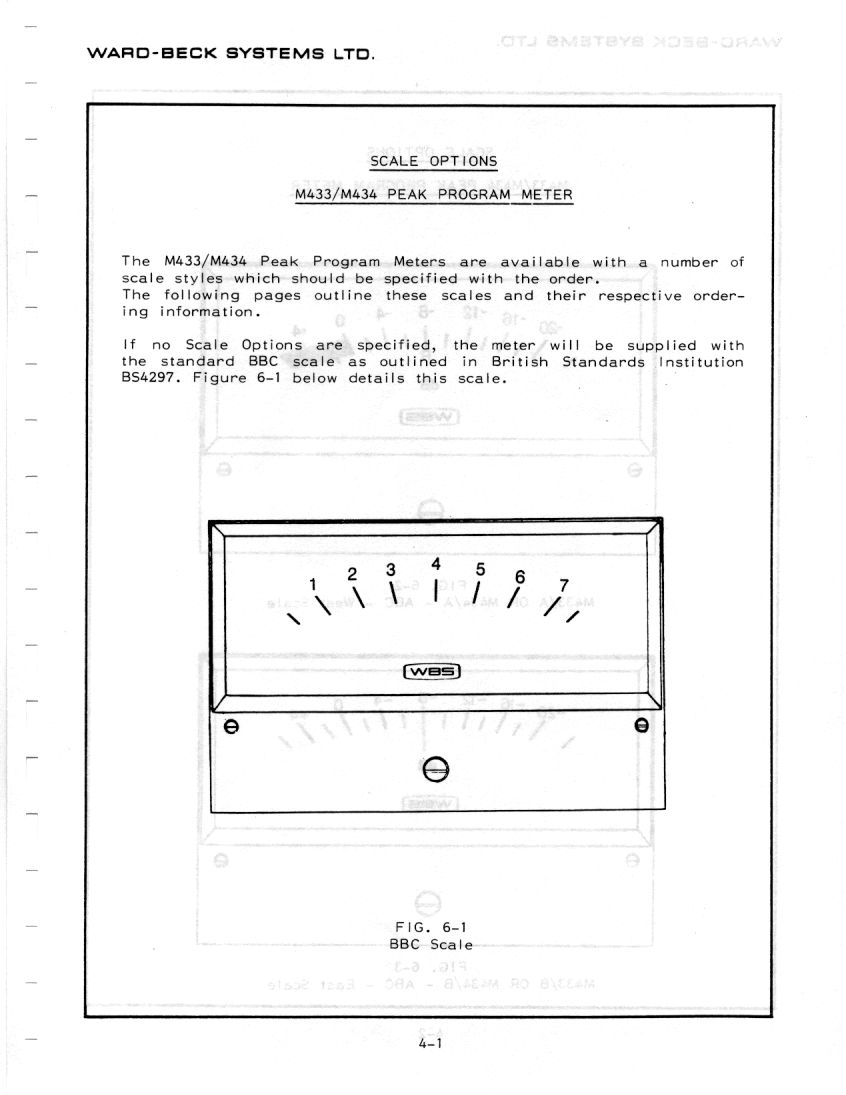 WARD-BECK SYSTEMS LTD.
SCALE OPTIONS
M433/M434 PEAK PROGRAM METER
The M433/M434 Peak Program Meters are available with a number of
scale styles which should be specified with the order.
The following pages outline these scales and their respective order-
ing information.
If no Scale Options are specified, the meter will be supplied with
the standard BBC scale as outlined in British Standards Institution
BS4297. Figure 6-1 below details this scale.
1 2 3 4 5 6 7
WBS
FIG. 6-1
BBC Scale
4-1